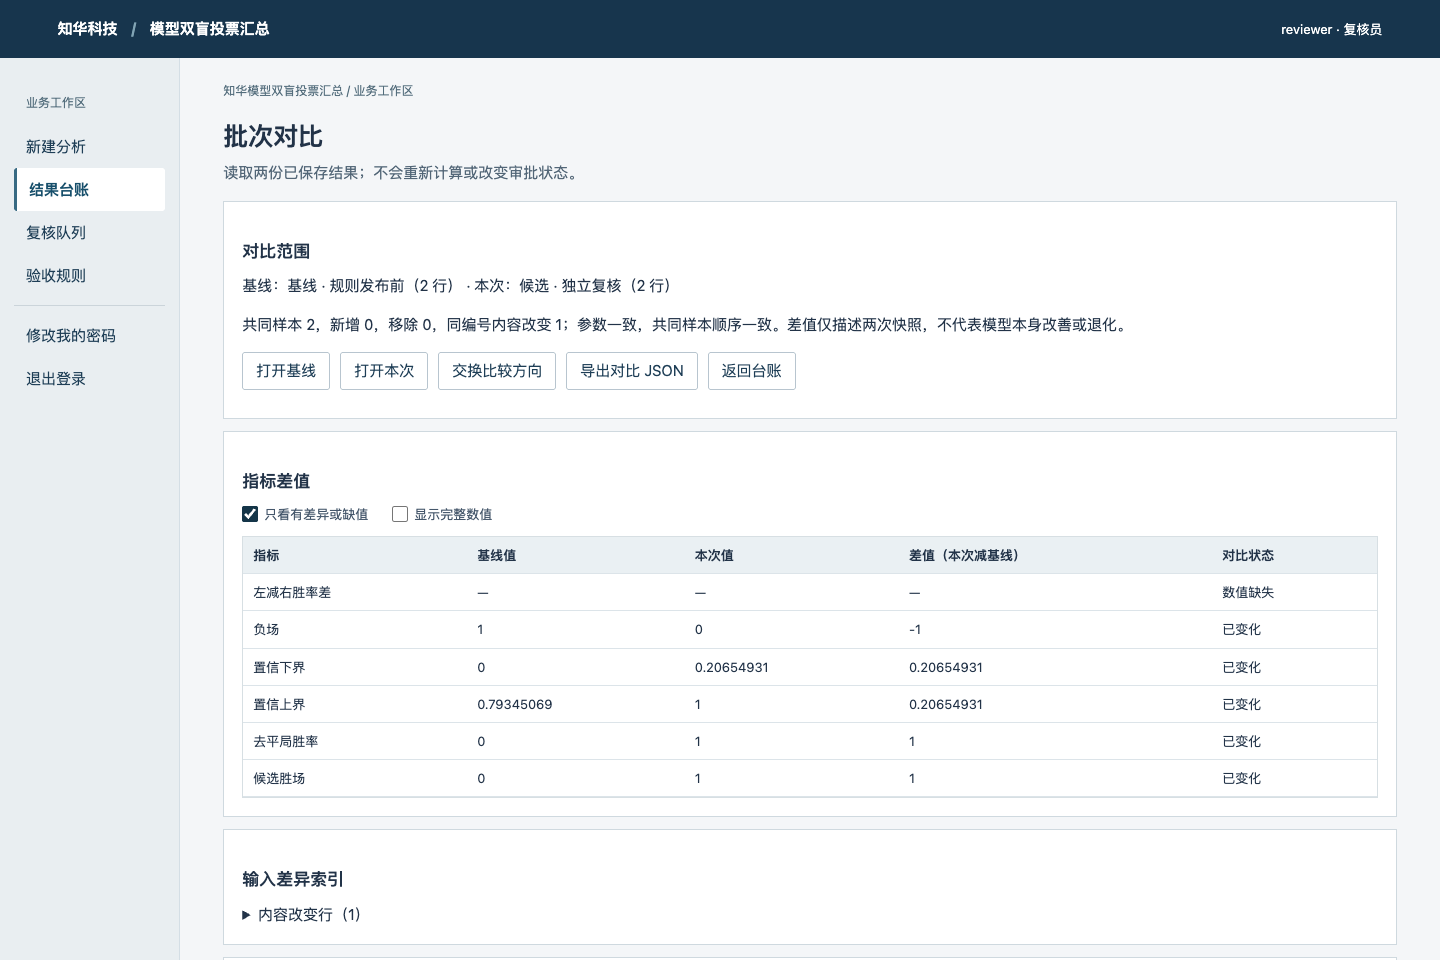 知华科技 / 模型双盲投票汇总
reviewer · 复核员
业务工作区
新建分析
结果台账
复核队列
验收规则
修改我的密码
退出登录
知华模型双盲投票汇总 / 业务工作区
批次对比
读取两份已保存结果；不会重新计算或改变审批状态。
对比范围
基线：基线 · 规则发布前（2 行） · 本次：候选 · 独立复核（2 行）
共同样本 2，新增 0，移除 0，同编号内容改变 1；参数一致，共同样本顺序一致。差值仅描述两次快照，不代表模型本身改善或退化。
打开基线 打开本次 交换比较方向 导出对比 JSON 返回台账
指标差值
只看有差异或缺值 显示完整数值
指标 基线值 本次值 差值（本次减基线） 对比状态
左减右胜率差 — — — 数值缺失
负场 1 0 -1 已变化
置信下界 0 0.20654931 0.20654931 已变化
置信上界 0.79345069 1 0.20654931 已变化
去平局胜率 0 1 1 已变化
候选胜场 0 1 1 已变化
输入差异索引
内容改变行（1）